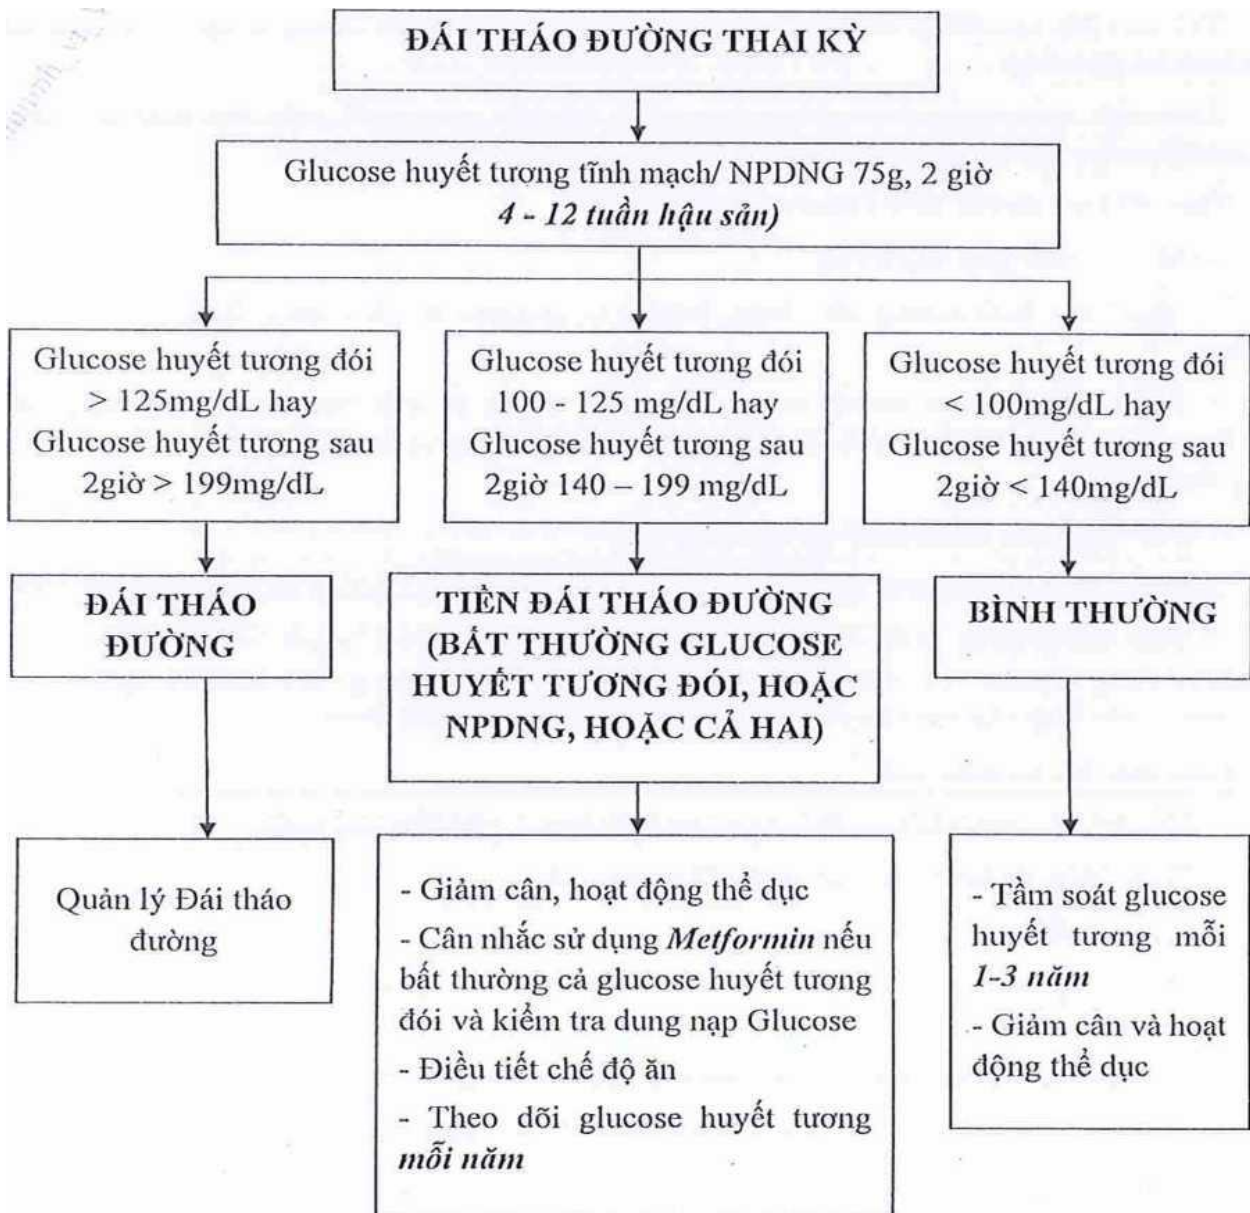 ĐÁI THÁO ĐƯỜNG THAI KỲ
Glucose huyết tương tĩnh mạch/ NPDNG 75g, 2 giờ
4 - 12 tuần hậu sản)
Glucose huyết tương đói
> 125mg/dL hay
Glucose huyết tương sau
2giờ > 199mg/dL
Glucose huyết tương đói
100 - 125 mg/dL hay
Glucose huyết tương sau
2giờ 140 – 199 mg/dL
Glucose huyết tương đói
< 100mg/dL hay
Glucose huyết tương sau
2giờ < 140mg/dL
ĐÁI THÁO
ĐƯỜNG
TIỀN ĐÁI THÁO ĐƯỜNG
(BẤT THƯỜNG GLUCOSE
HUYẾT TƯƠNG ĐÓI, HOẶC
NPDNG, HOẶC CẢ HAI)
BÌNH THƯỜNG
Quản lý Đái tháo
đường
- Giảm cân, hoạt động thể dục
- Cân nhắc sử dụng Metformin nếu
bất thường cả glucose huyết tương
đói và kiểm tra dung nạp Glucose
- Điều tiết chế độ ăn
- Theo dõi glucose huyết tương
mỗi năm
- Tầm soát glucose
huyết tương mỗi
1-3 năm
- Giảm cân và hoạt
động thể dục